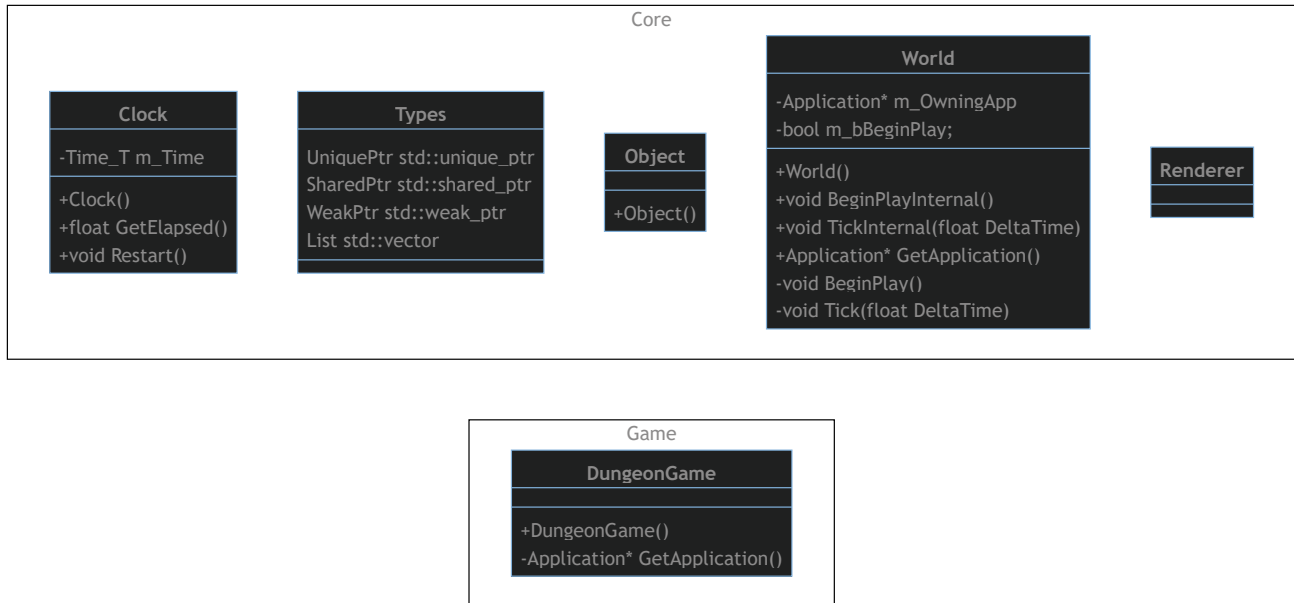 Core
Clock
-Time_T m_Time
+Clock()
+float GetElapsed()
+void Restart()
Types
UniquePtr std::unique_ptr
SharedPtr std::shared_ptr
WeakPtr std::weak_ptr
List std::vector
Object
+Object()
World
-Application* m_OwningApp
-bool m_bBeginPlay;
+World()
+void BeginPlayInternal()
+void TickInternal(float DeltaTime)
+Application* GetApplication()
-void BeginPlay()
-void Tick(float DeltaTime)
Renderer
Game
DungeonGame
+DungeonGame()
-Application* GetApplication()